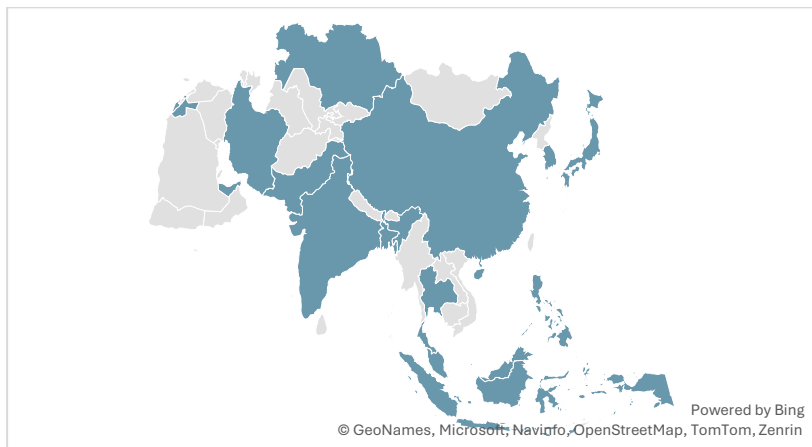 Powered by Bing
© GeoNames, Microsoft, Navinfo, OpenStreetMap, TomTom, Zenrin